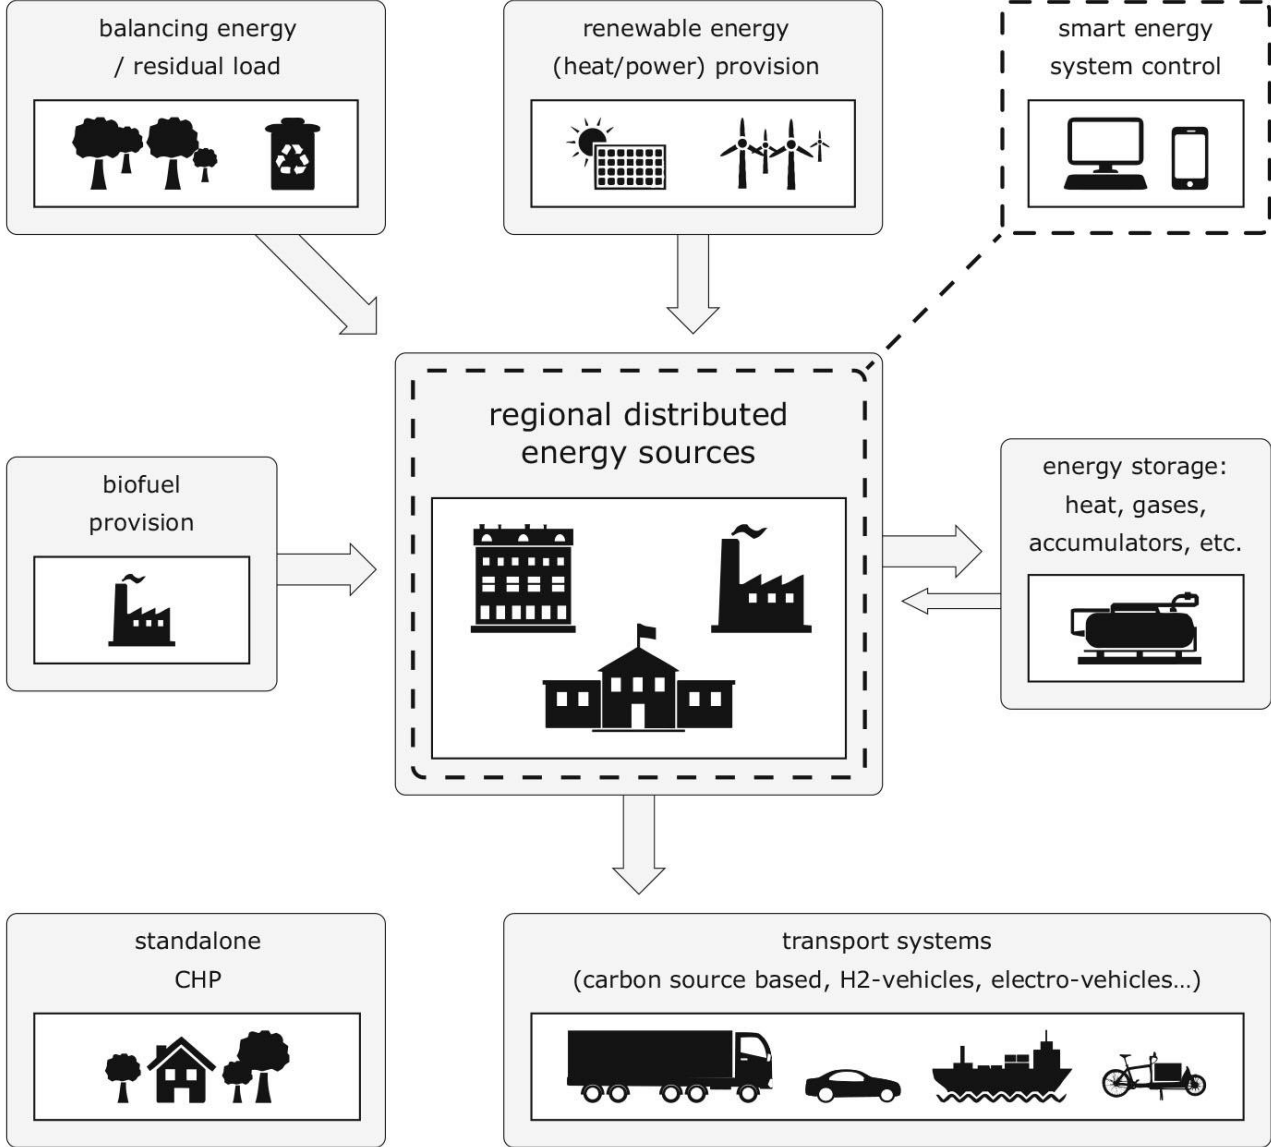 balancing energy
/ residual load
renewable energy
(heat/power) provision
smart energy
system control
regional distributed
energy sources
biofuel
provision
energy storage:
heat, gases,
accumulators, etc.
standalone
CHP
transport systems
(carbon source based, H2-vehicles, electro-vehicles…)